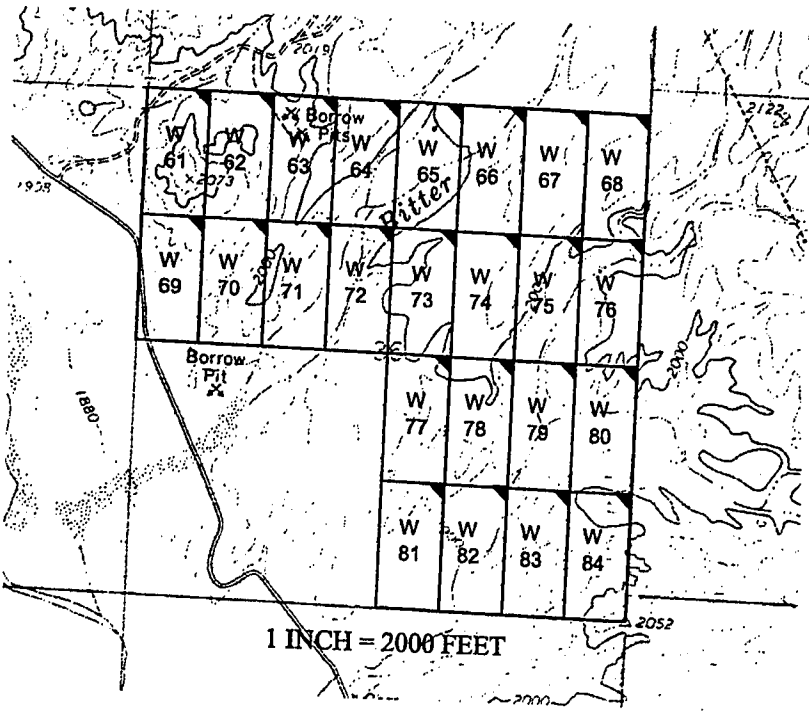 2019
2122
Borrow
Pits
W 61
W 62
W 63
W 64
W 65
W 66
W 67
W 68
2073
Ritter
W 69
W 70
W 71
W 72
W 73
W 74
W 75
W 76
2000
Borrow
Pit
2000
1880
W 77
W 78
W 79
W 80
W 81
W 82
W 83
W 84
2052
1 INCH = 2000 FEET
2000